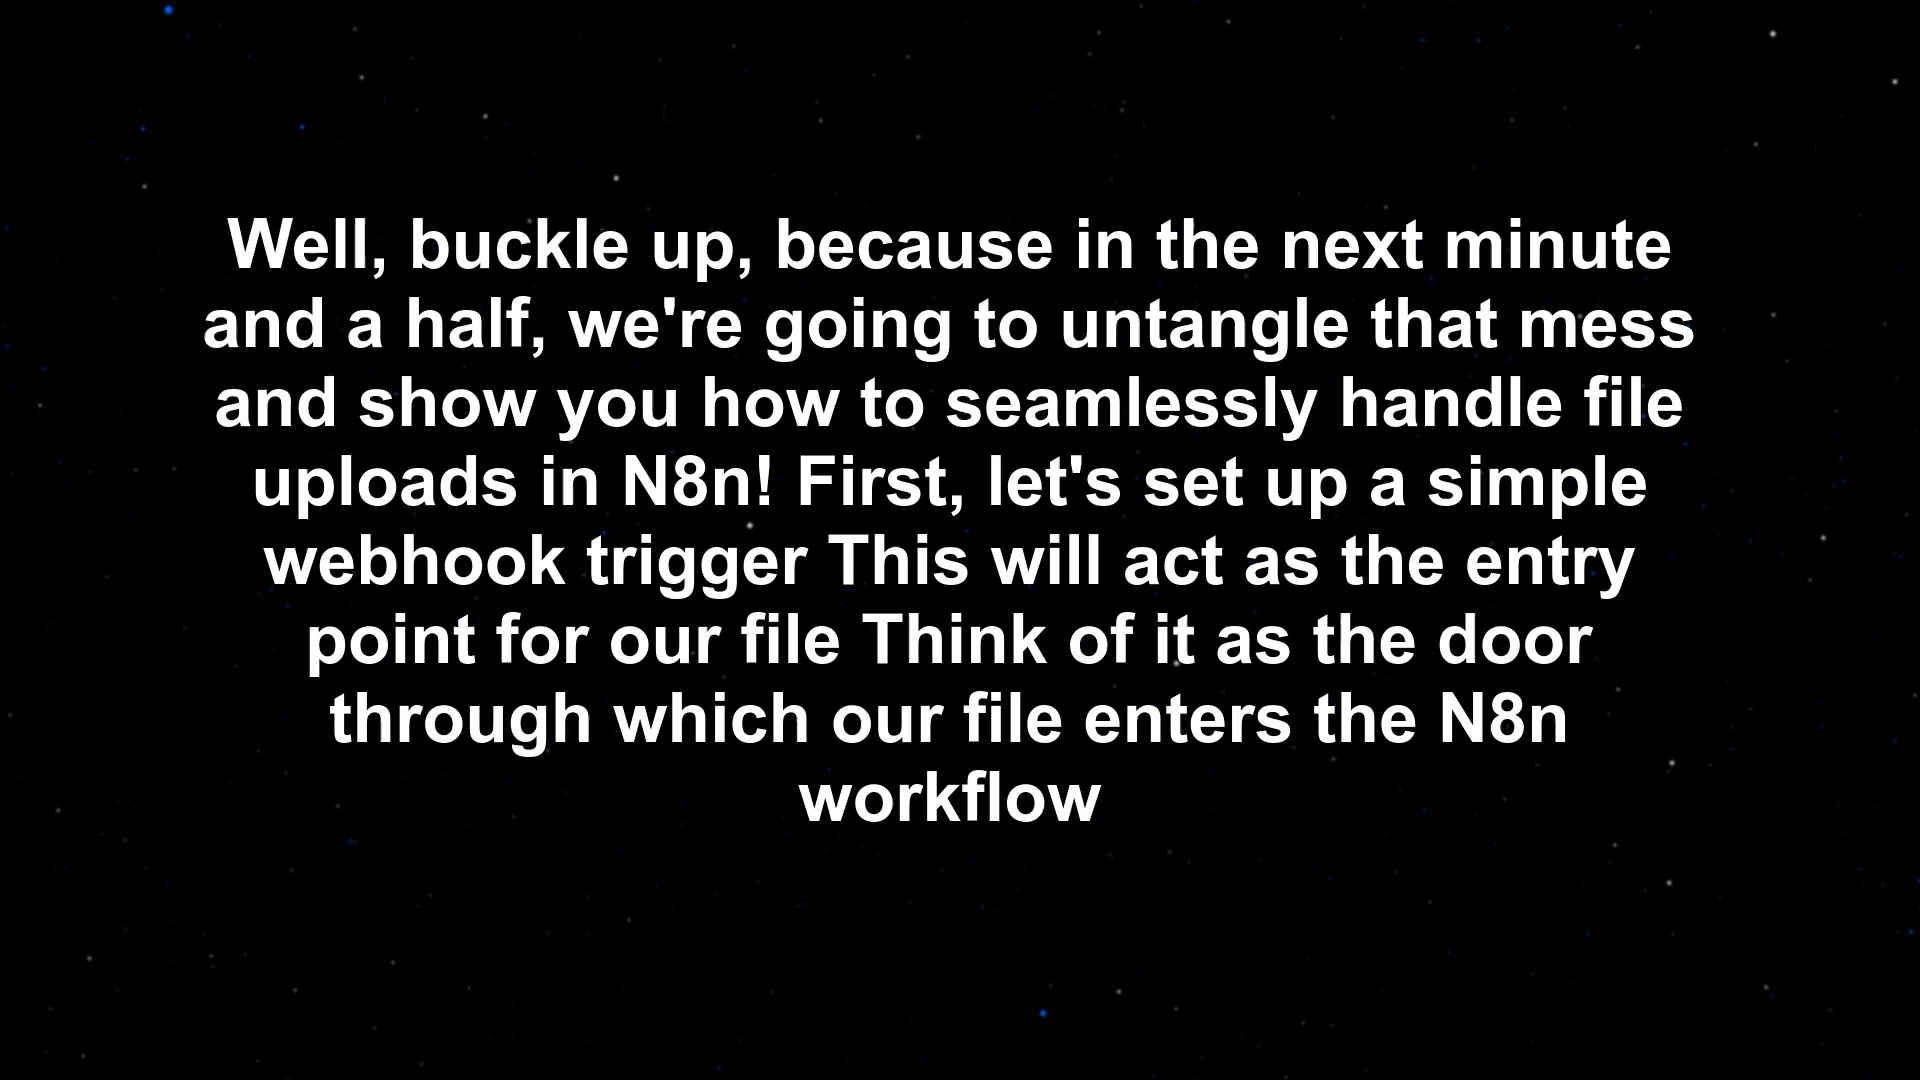 Well, buckle up, because in the next minute
and a half, we're going to untangle that mess
and show you how to seamlessly handle file
uploads in N8n! First, let's set up a simple
webhook trigger This will act as the entry
point for our file Think of it as the door
through which our file enters the N8n
workflow